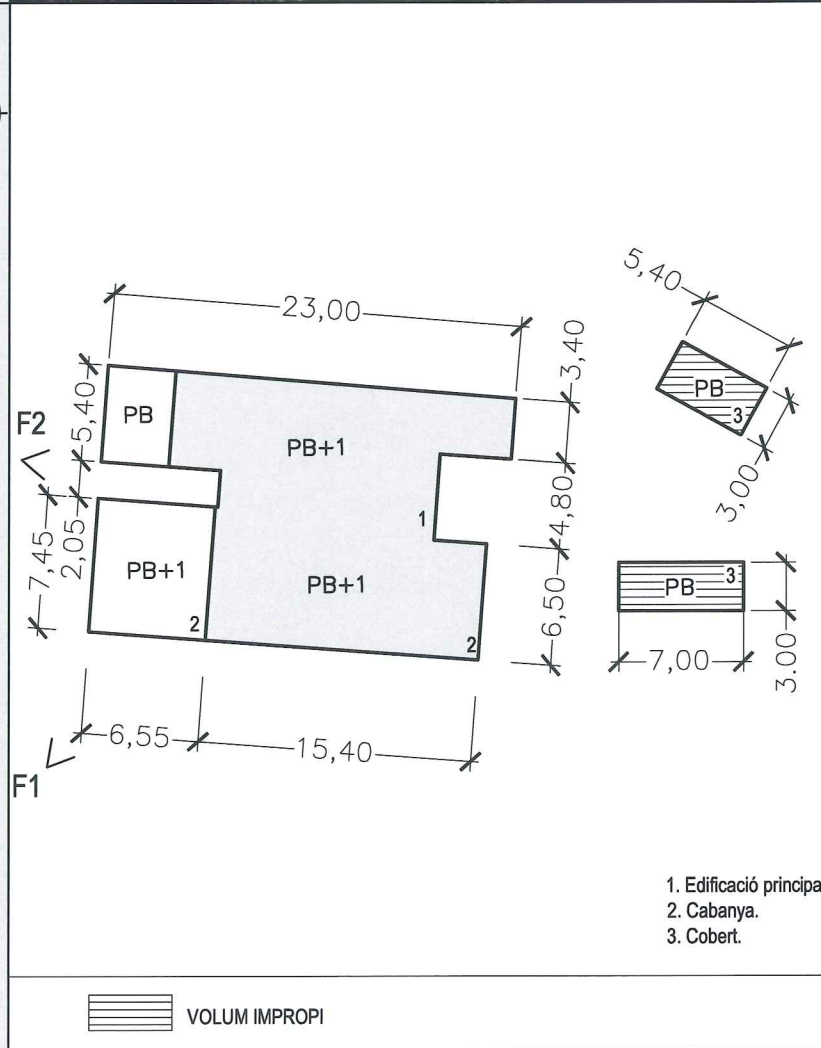 5,40
23,00
3,40
5,40
PB
PB+1
PB
3
F2
3,00
1
4,80
7,45
2,05
PB+1
PB+1
PB
3
6,50
3.00
2
2
7,00
6,55
15,40
F1
1. Edificació principa
2. Cabanya.
3. Cobert.
VOLUM IMPROPI